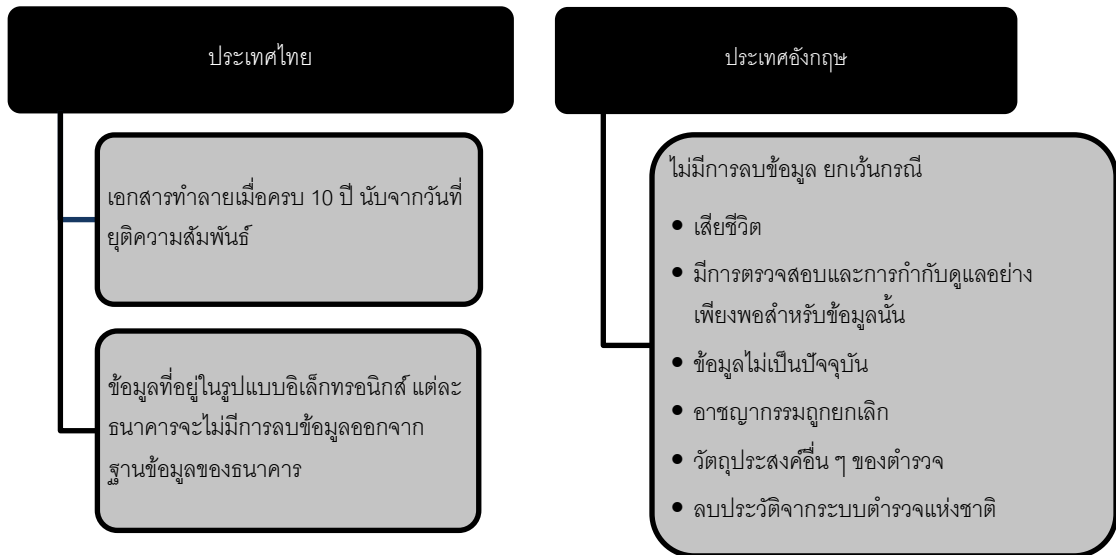 ประเทศไทย
เอกสารทำลายเมื่อครบ 10 ปี นับจากวันที่
ยุติความสัมพันธ์
ข้อมูลที่อยู่ในรูปแบบอิเล็กทรอนิกส์ แต่ละ
ธนาคารจะไม่มีการลบข้อมูลออกจาก
ฐานข้อมูลของธนาคาร
ประเทศอังกฤษ
ไม่มีการลบข้อมูล ยกเว้นกรณี
• เสียชีวิต
• มีการตรวจสอบและการกำกับดูแลอย่าง
เพียงพอสำหรับข้อมูลนั้น
• ข้อมูลไม่เป็นปัจจุบัน
• อาชญากรรมถูกยกเลิก
• วัตถุประสงค์อื่น ๆ ของตำรวจ
• ลบประวัติจากระบบตำรวจแห่งชาติ